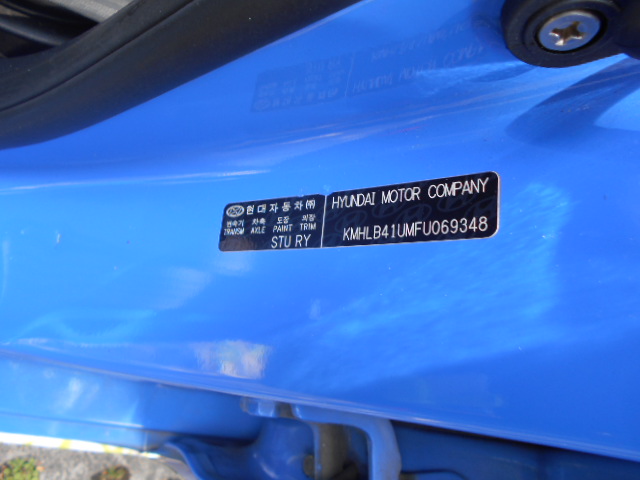 현대자동차㈜
변속기 차축 도장 의장
TRANSM AXLE PAINT TRIM
STU RY
HYUNDAI MOTOR COMPANY
KMHLB41UMFU069348